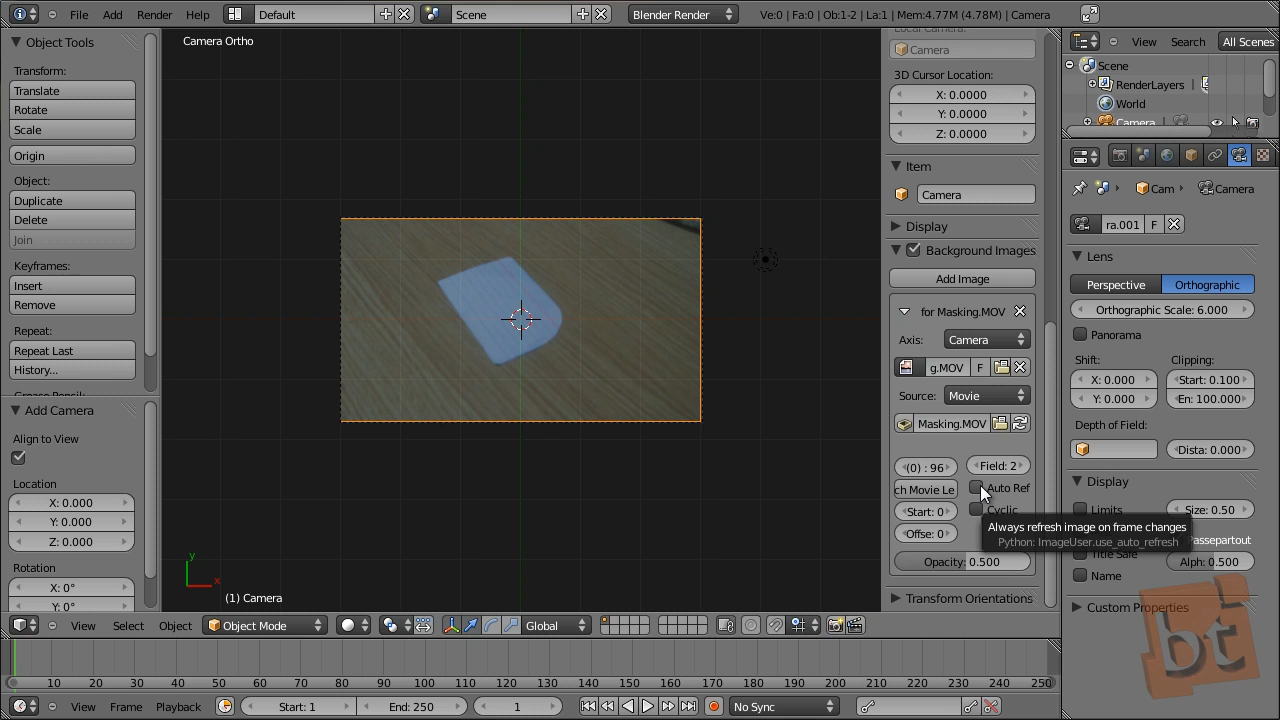 File Add Render Help Default Scene Blender Render Ve:0 | Fa:0 | Ob:1-2 | La:1 | Mem:4.77M (4.78M) | Camera
Object Tools
Transform:
Translate
Rotate
Scale
Origin
Object:
Duplicate
Delete
Join
Keyframes:
Insert
Remove
Repeat:
Repeat Last
History...
Add Camera
Align to View
Location
X: 0.000
Y: 0.000
Z: 0.000
Rotation
X: 0°
Y: 0°
Camera Ortho
y
x
(1) Camera
Camera
3D Cursor Location:
X: 0.0000
Y: 0.0000
Z: 0.0000
Item
Camera
Display
Background Images
Add Image
for Masking.MOV
Axis: Camera
g.MOV F
Source: Movie
Masking.MOV
(0) : 96 Field: 2
ch Movie Le Auto Ref
Start: 0 Cyclic
Offse: 0
Always refresh image on frame changes
Python: ImageUser.use_auto_refresh
Opacity: 0.500
Transform Orientations
View Search All Scenes
Scene
RenderLayers |
World
Camera |
Cam Camera
ra.001 F
Lens
Perspective Orthographic
Orthographic Scale: 6.000
Panorama
Shift: Clipping:
X: 0.000 Start: 0.100
Y: 0.000 En: 100.000
Depth of Field:
Dista: 0.000
Display
Limits Size: 0.50
Passepartout
Title Safe Alph: 0.500
Name
Custom Properties
bt
View Select Object Object Mode Global
10 20 30 40 50 60 70 80 90 100 110 120 130 140 150 160 170 180 190 200 210 220 230 240 250
View Frame Playback Start: 1 End: 250 1 No Sync